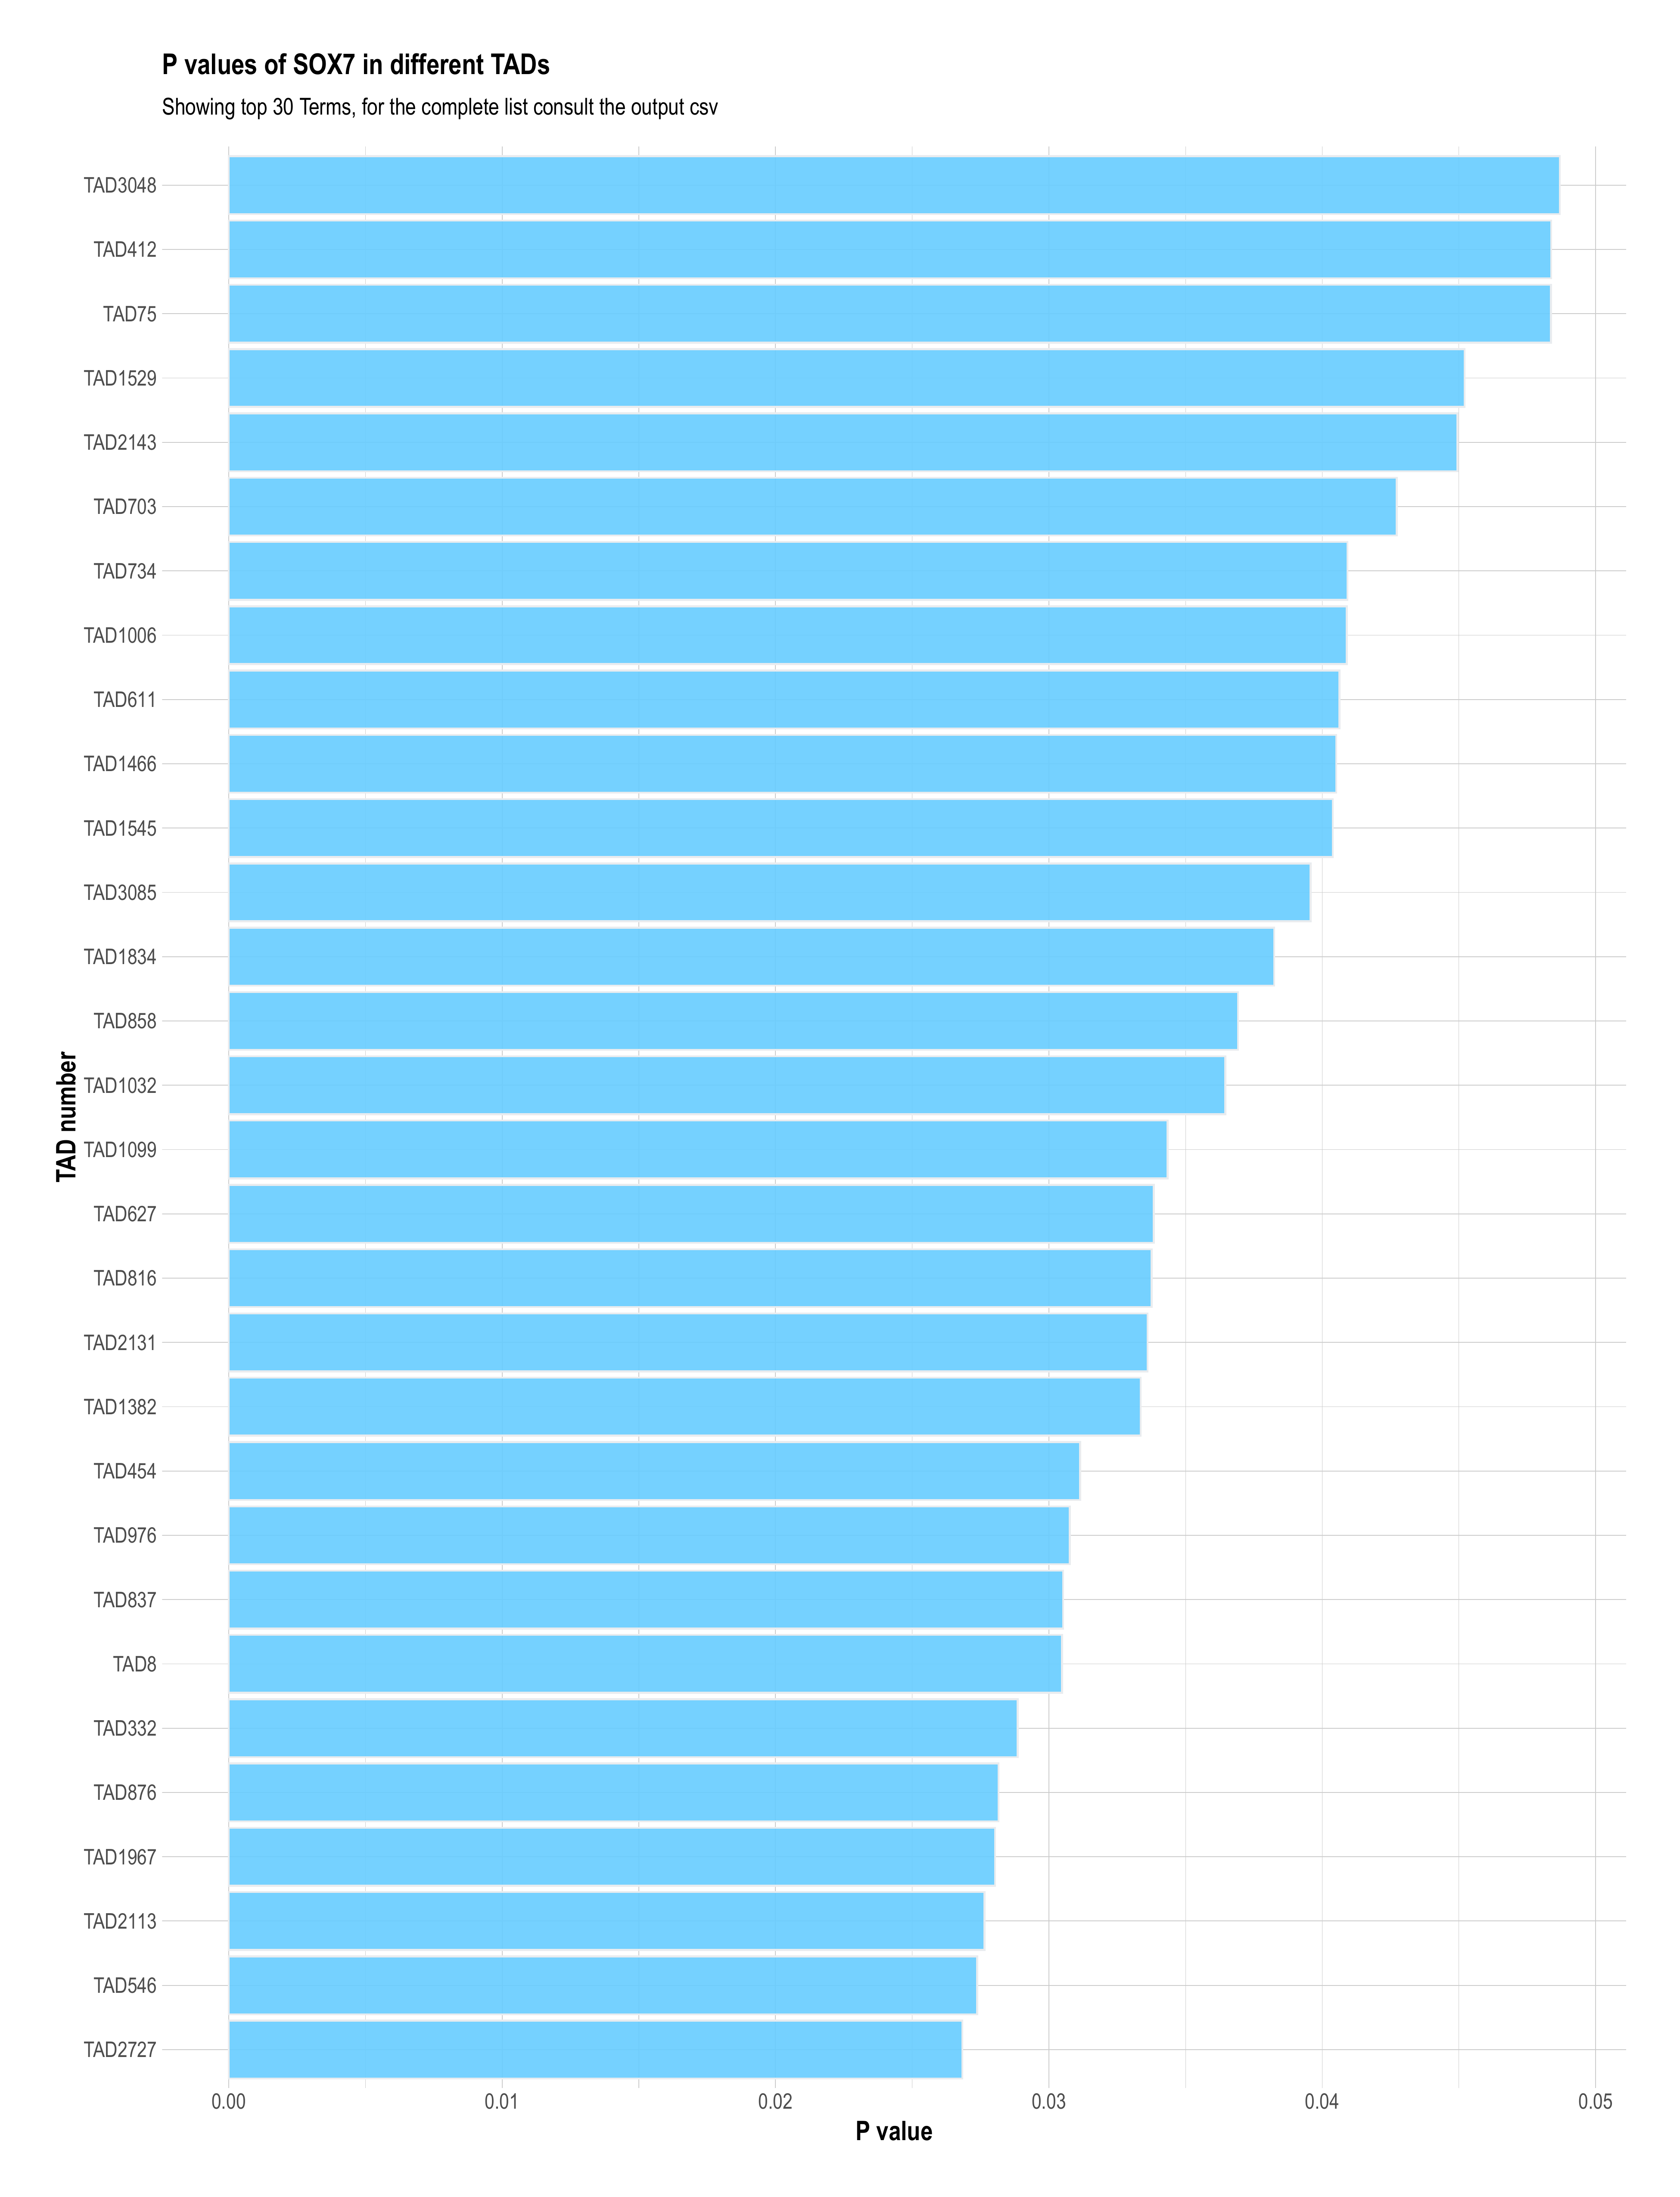 P values of SOX7 in different TADs
Showing top 30 Terms, for the complete list consult the output csv
TAD3048
TAD412
TAD75
TAD1529
TAD2143
TAD703
TAD734
TAD1006
TAD611
TAD1466
TAD1545
TAD3085
TAD1834
TAD858
TAD1032
TAD1099
TAD627
TAD816
TAD2131
TAD1382
TAD454
TAD976
TAD837
TAD8
TAD332
TAD876
TAD1967
TAD2113
TAD546
TAD2727
TAD number
0.00 0.01 0.02 0.03 0.04 0.05
P value